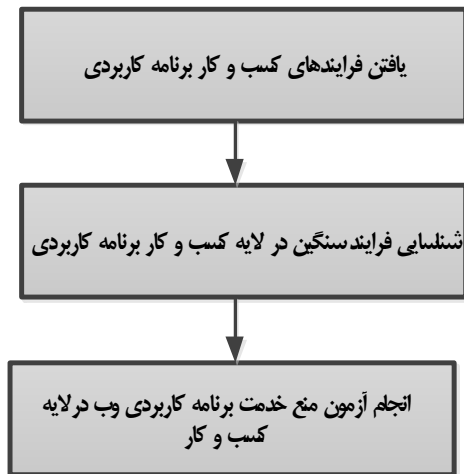 یافتن فرایندهای کسب و کار برنامه کاربردی
شناسایی فرایند سنگین در لایه کسب و کار برنامه کاربردی
انجام آزمون منع خدمت برنامه کاربردی وب در لایه
کسب و کار